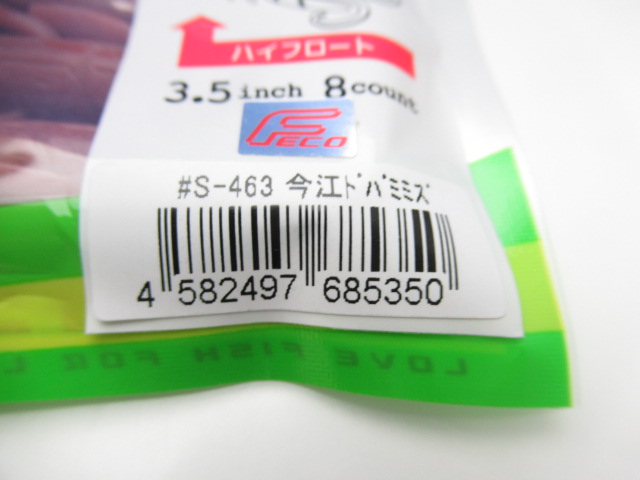 ハイフロート
3.5inch 8count
FECO
#S-463 今江ﾄﾞﾊﾞﾐﾐｽﾞ
4 582497 685350
LOVE FISH FOR L